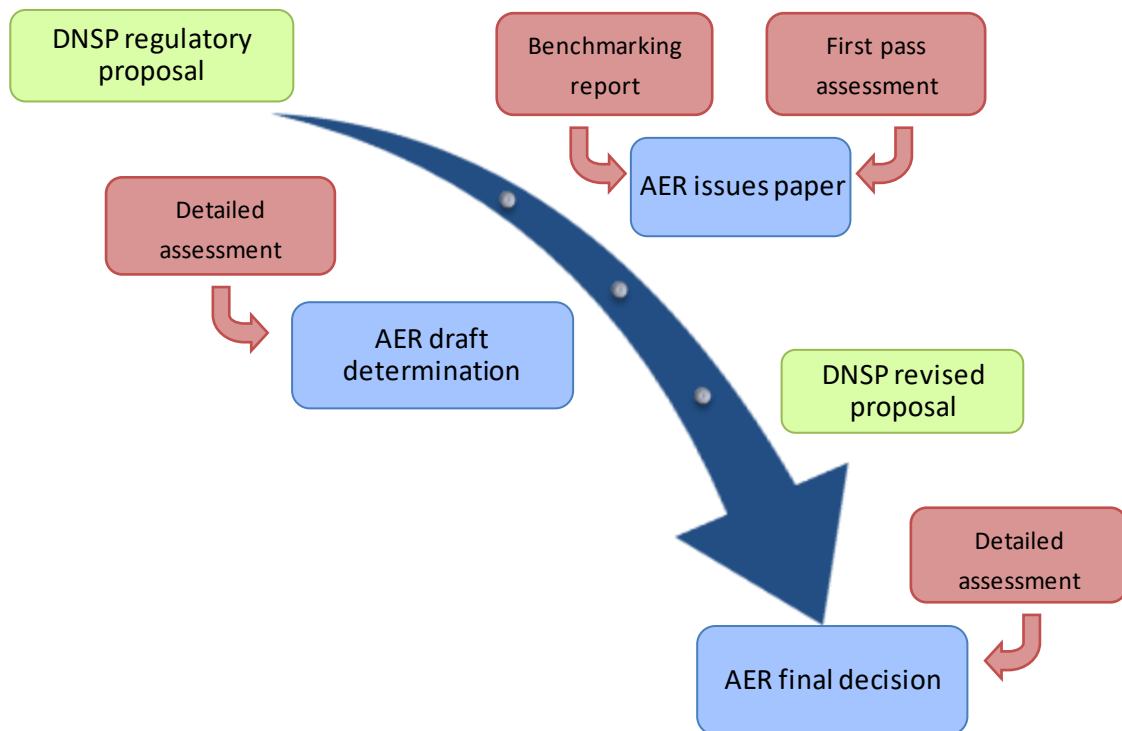 DNSP regulatory
proposal
Benchmarking
report
First pass
assessment
AER issues paper
Detailed
assessment
AER draft
determination
DNSP revised
proposal
Detailed
assessment
AER final decision